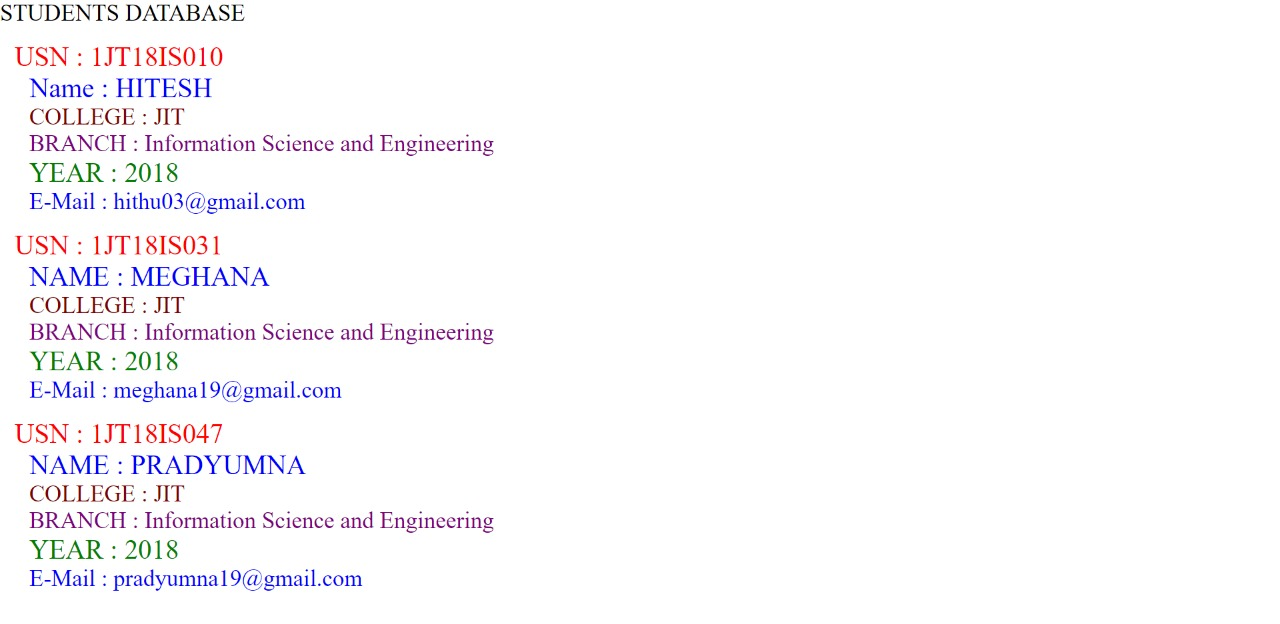 STUDENTS DATABASE
USN : 1JT18IS010
Name : HITESH
COLLEGE : JIT
BRANCH : Information Science and Engineering
YEAR : 2018
E-Mail : hithu03@gmail.com
USN : 1JT18IS031
NAME : MEGHANA
COLLEGE : JIT
BRANCH : Information Science and Engineering
YEAR : 2018
E-Mail : meghana19@gmail.com
USN : 1JT18IS047
NAME : PRADYUMNA
COLLEGE : JIT
BRANCH : Information Science and Engineering
YEAR : 2018
E-Mail : pradyumna19@gmail.com